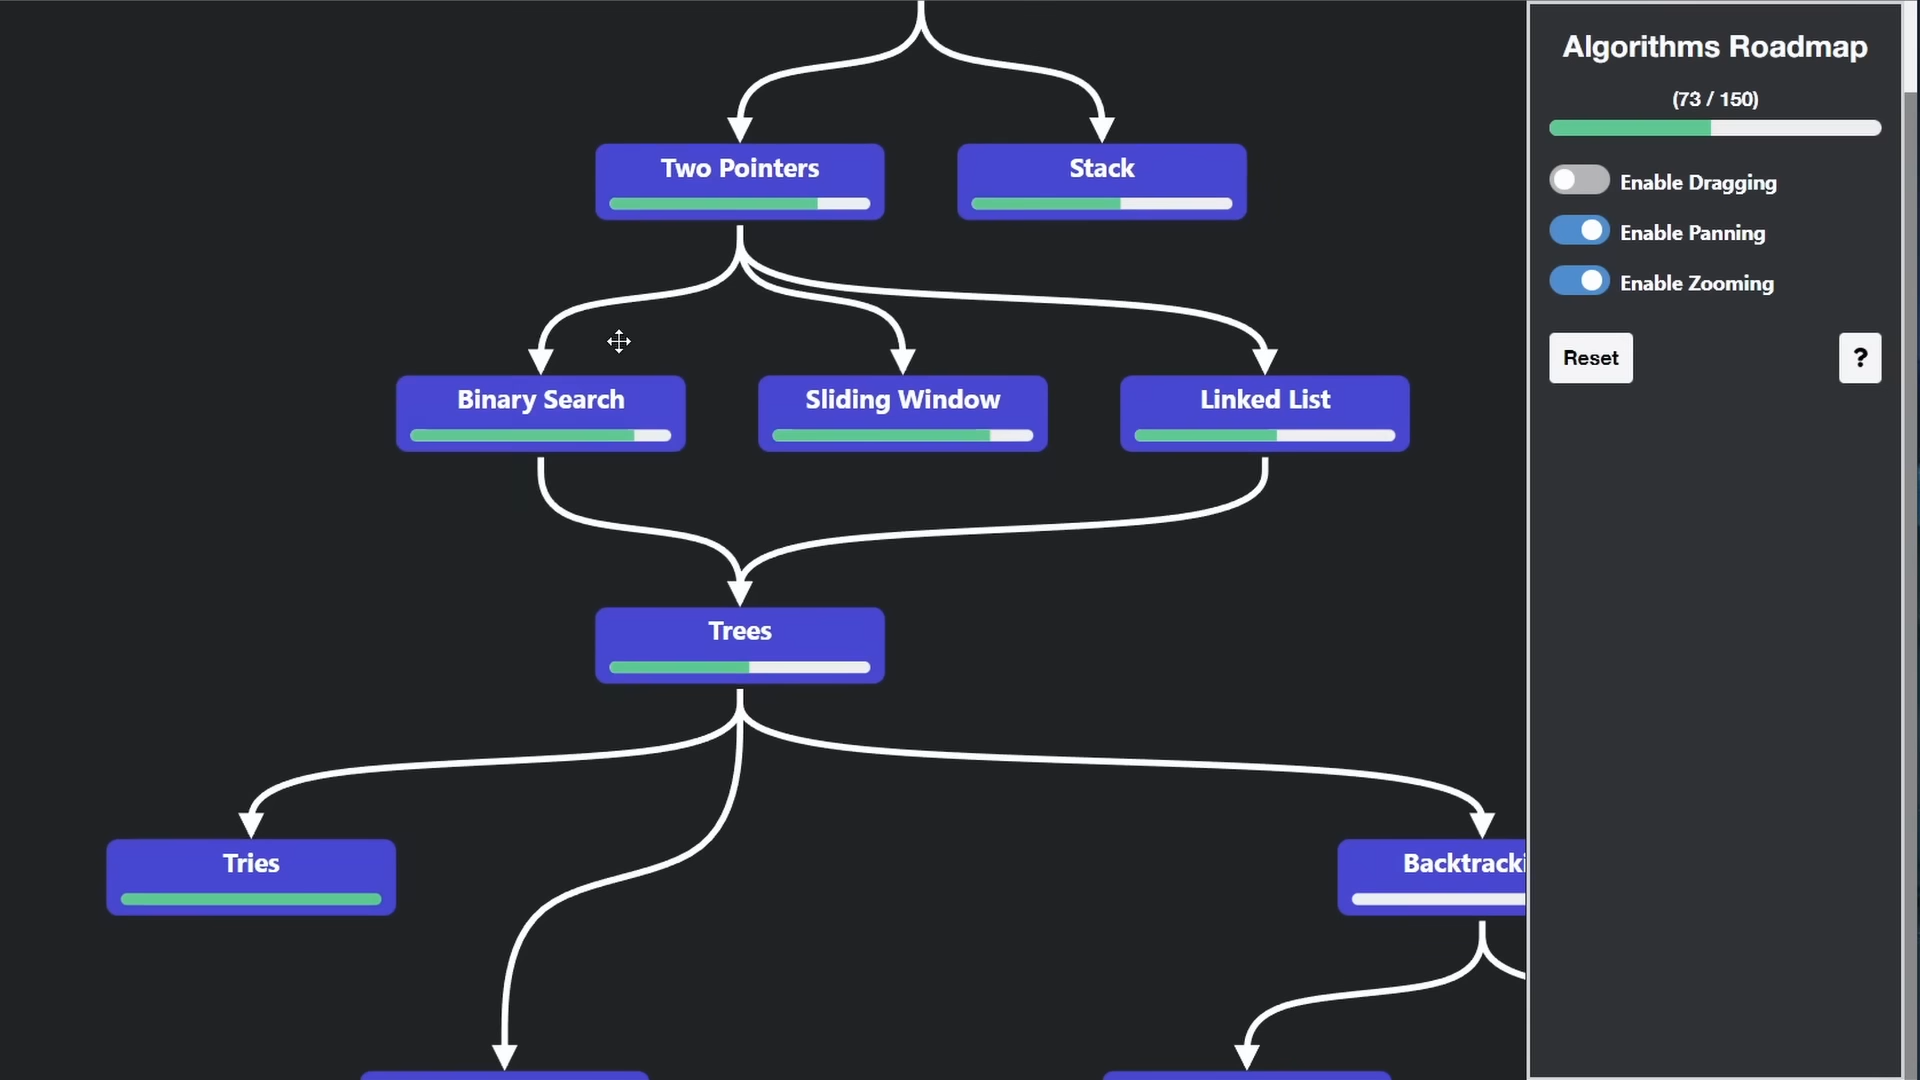 Algorithms Roadmap
(73 / 150)
Enable Dragging
Enable Panning
Enable Zooming
Reset
?
Two Pointers
Stack
Binary Search
Sliding Window
Linked List
Trees
Tries
Backtracki